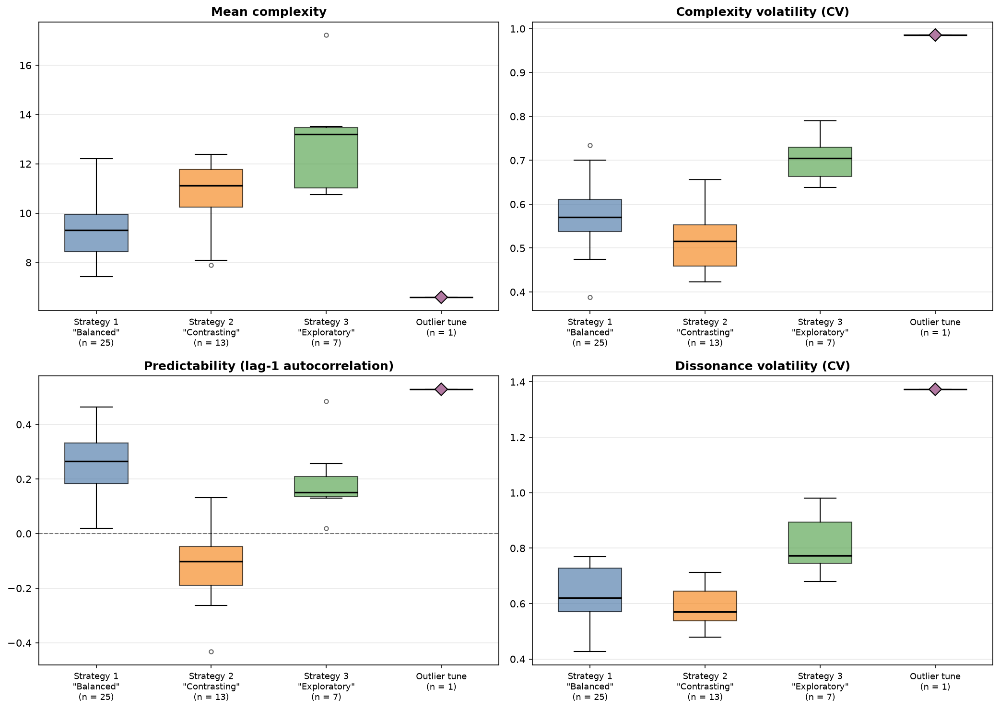 Mean complexity
16
14
12
10
8
Strategy 1
"Balanced"
(n = 25)
Strategy 2
"Contrasting"
(n = 13)
Strategy 3
"Exploratory"
(n = 7)
Outlier tune
(n = 1)
Complexity volatility (CV)
1.0
0.9
0.8
0.7
0.6
0.5
0.4
Strategy 1
"Balanced"
(n = 25)
Strategy 2
"Contrasting"
(n = 13)
Strategy 3
"Exploratory"
(n = 7)
Outlier tune
(n = 1)
Predictability (lag-1 autocorrelation)
0.4
0.2
0.0
−0.2
−0.4
Strategy 1
"Balanced"
(n = 25)
Strategy 2
"Contrasting"
(n = 13)
Strategy 3
"Exploratory"
(n = 7)
Outlier tune
(n = 1)
Dissonance volatility (CV)
1.4
1.2
1.0
0.8
0.6
0.4
Strategy 1
"Balanced"
(n = 25)
Strategy 2
"Contrasting"
(n = 13)
Strategy 3
"Exploratory"
(n = 7)
Outlier tune
(n = 1)